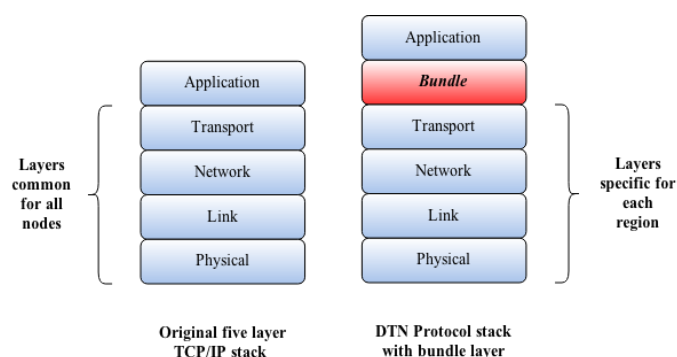 Application
Transport
Network
Link
Physical
Layers
common
for all
nodes
Original five layer
TCP/IP stack
Application
Bundle
Transport
Network
Link
Physical
Layers
specific for
each
region
DTN Protocol stack
with bundle layer